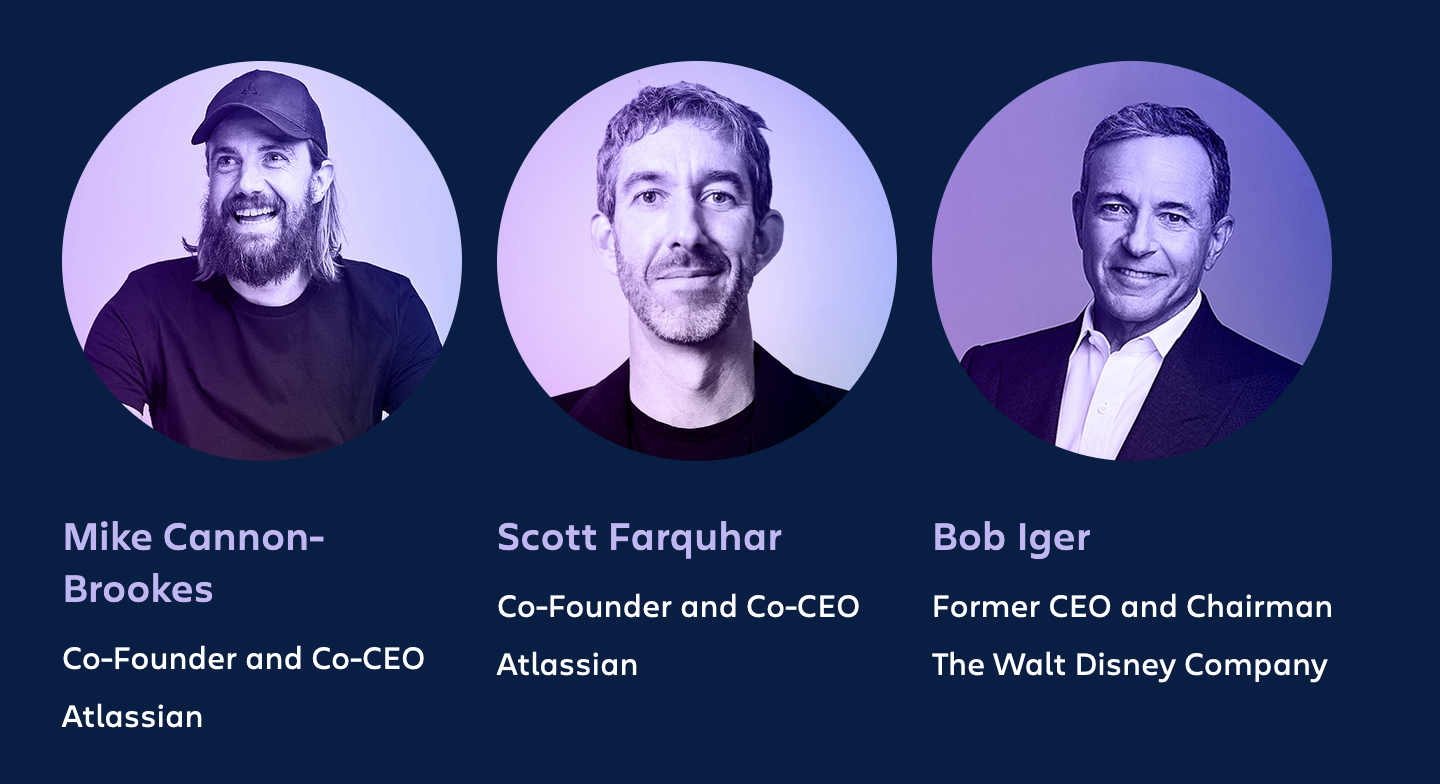 Mike Cannon-
Brookes
Co-Founder and Co-CEO
Atlassian
Scott Farquhar
Co-Founder and Co-CEO
Atlassian
Bob Iger
Former CEO and Chairman
The Walt Disney Company